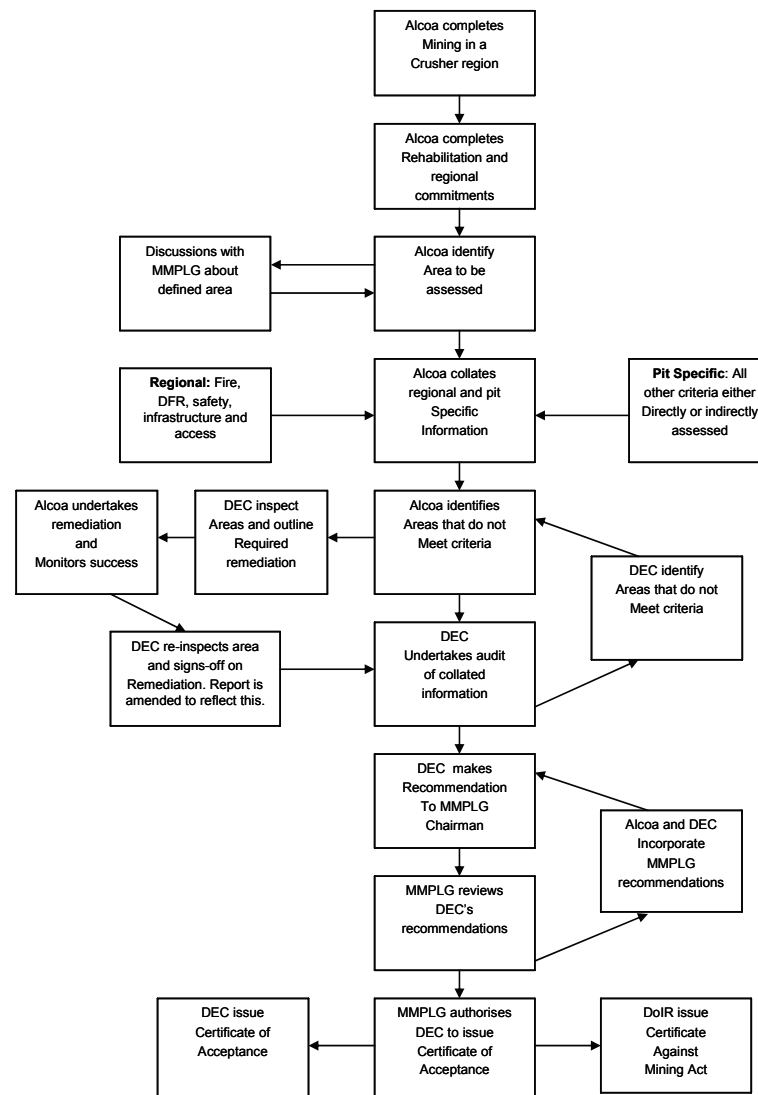 Alcoa completes
Mining in a
Crusher region
Alcoa completes
Rehabilitation and
regional
commitments
Discussions with
MMPLG about
defined area
Alcoa identify
Area to be
assessed
Regional: Fire,
DFR, safety,
infrastructure and
access
Alcoa collates
regional and pit
Specific
Information
Pit Specific: All
other criteria either
Directly or indirectly
assessed
Alcoa undertakes
remediation
and
Monitors success
DEC inspect
Areas and outline
Required
remediation
Alcoa identifies
Areas that do not
Meet criteria
DEC identify
Areas that do not
Meet criteria
DEC re-inspects area
and signs-off on
Remediation. Report is
amended to reflect this.
DEC
Undertakes audit
of collated
information
DEC makes
Recommendation
To MMPLG
Chairman
Alcoa and DEC
Incorporate
MMPLG
recommendations
MMPLG reviews
DEC's
recommendations
DEC issue
Certificate of
Acceptance
MMPLG authorises
DEC to issue
Certificate of
Acceptance
DoIR issue
Certificate
Against
Mining Act